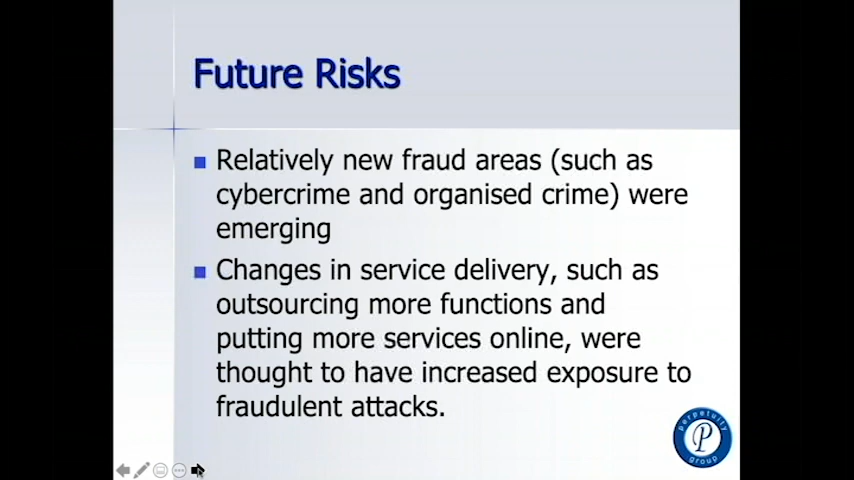 Future Risks
Relatively new fraud areas (such as
cybercrime and organised crime) were
emerging
Changes in service delivery, such as
outsourcing more functions and
putting more services online, were
thought to have increased exposure to
fraudulent attacks.
perpetuity
P
group